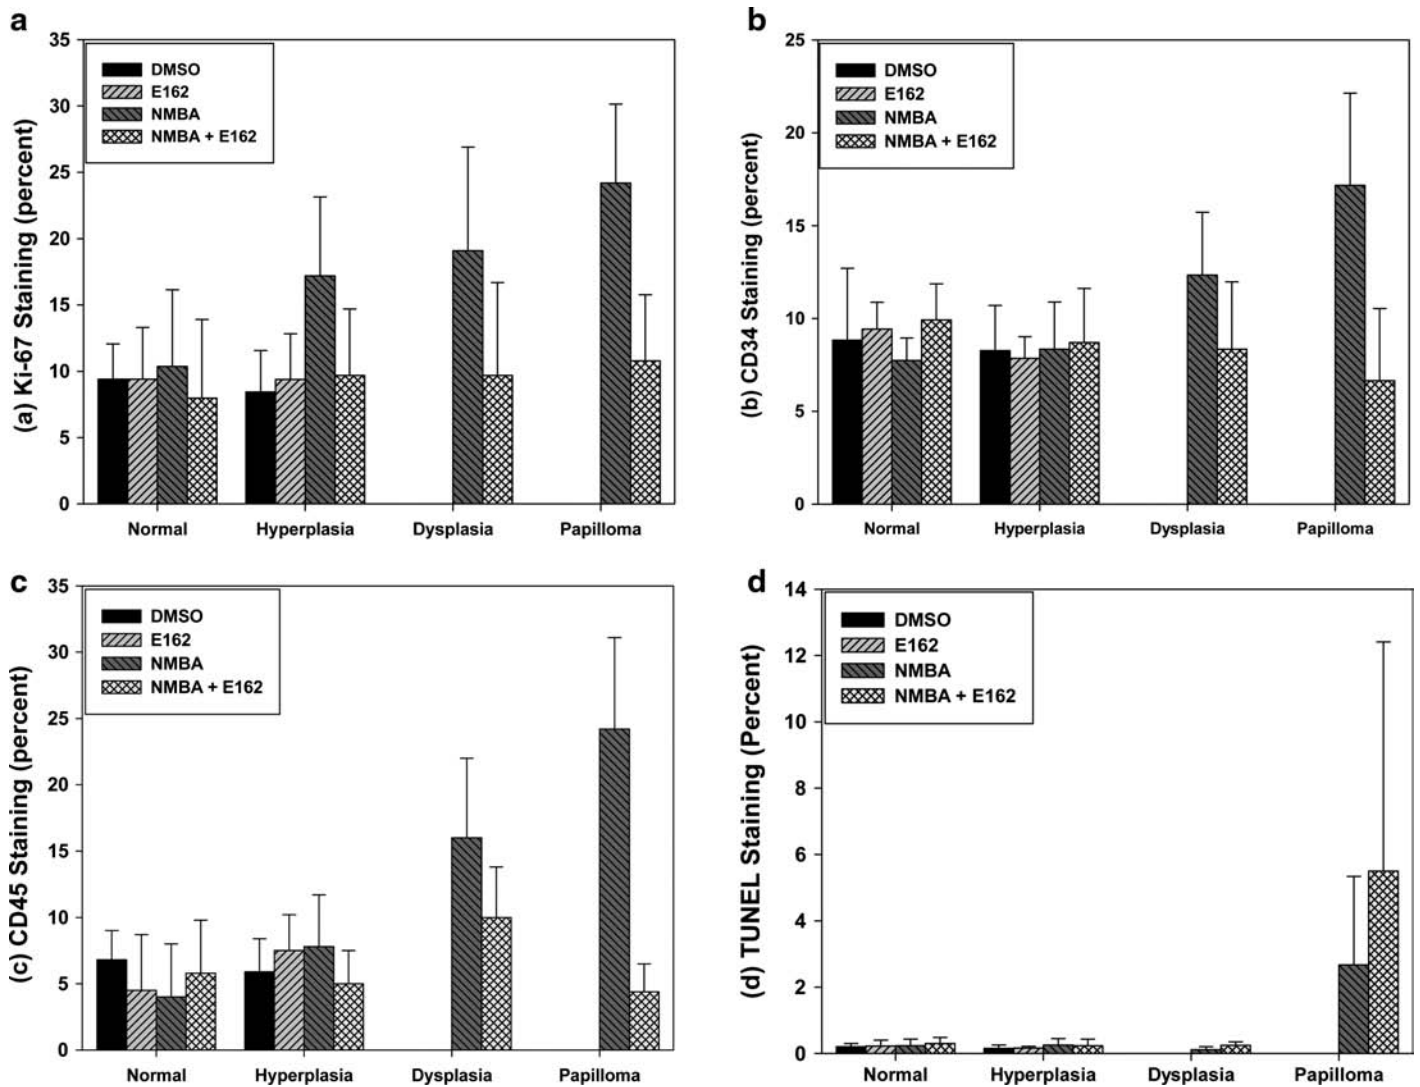 a
35
30
25
20
15
10
5
0
(a) Ki-67 Staining (percent)
DMSO
E162
NMBA
NMBA + E162
Normal Hyperplasia Dysplasia Papilloma
b
25
20
15
10
5
0
(b) CD34 Staining (percent)
DMSO
E162
NMBA
NMBA + E162
Normal Hyperplasia Dysplasia Papilloma
c
35
30
25
20
15
10
5
0
(c) CD45 Staining (percent)
DMSO
E162
NMBA
NMBA + E162
Normal Hyperplasia Dysplasia Papilloma
d
14
12
10
8
6
4
2
0
(d) TUNEL Staining (Percent)
DMSO
E162
NMBA
NMBA + E162
Normal Hyperplasia Dysplasia Papilloma